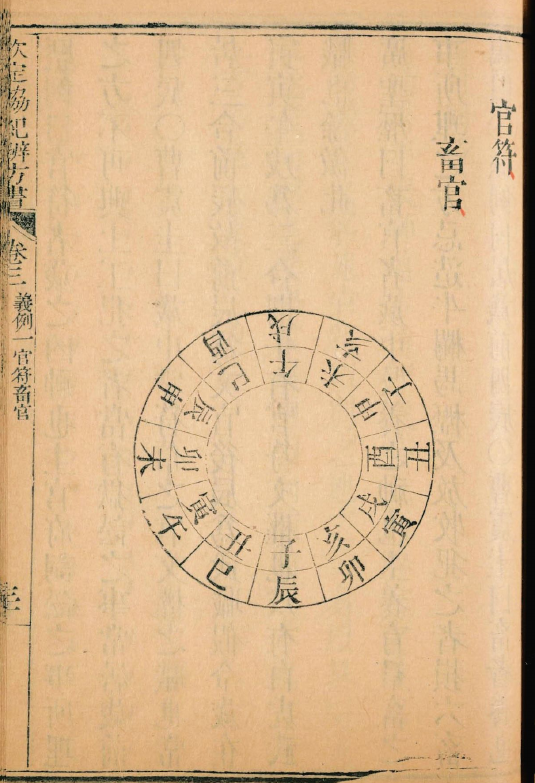 官符
畜官
辰巳午未申酉戌亥子丑寅卯
子丑寅卯辰巳午未申酉戌亥
欽定協紀辨方書 卷三 義例一 官符畜官